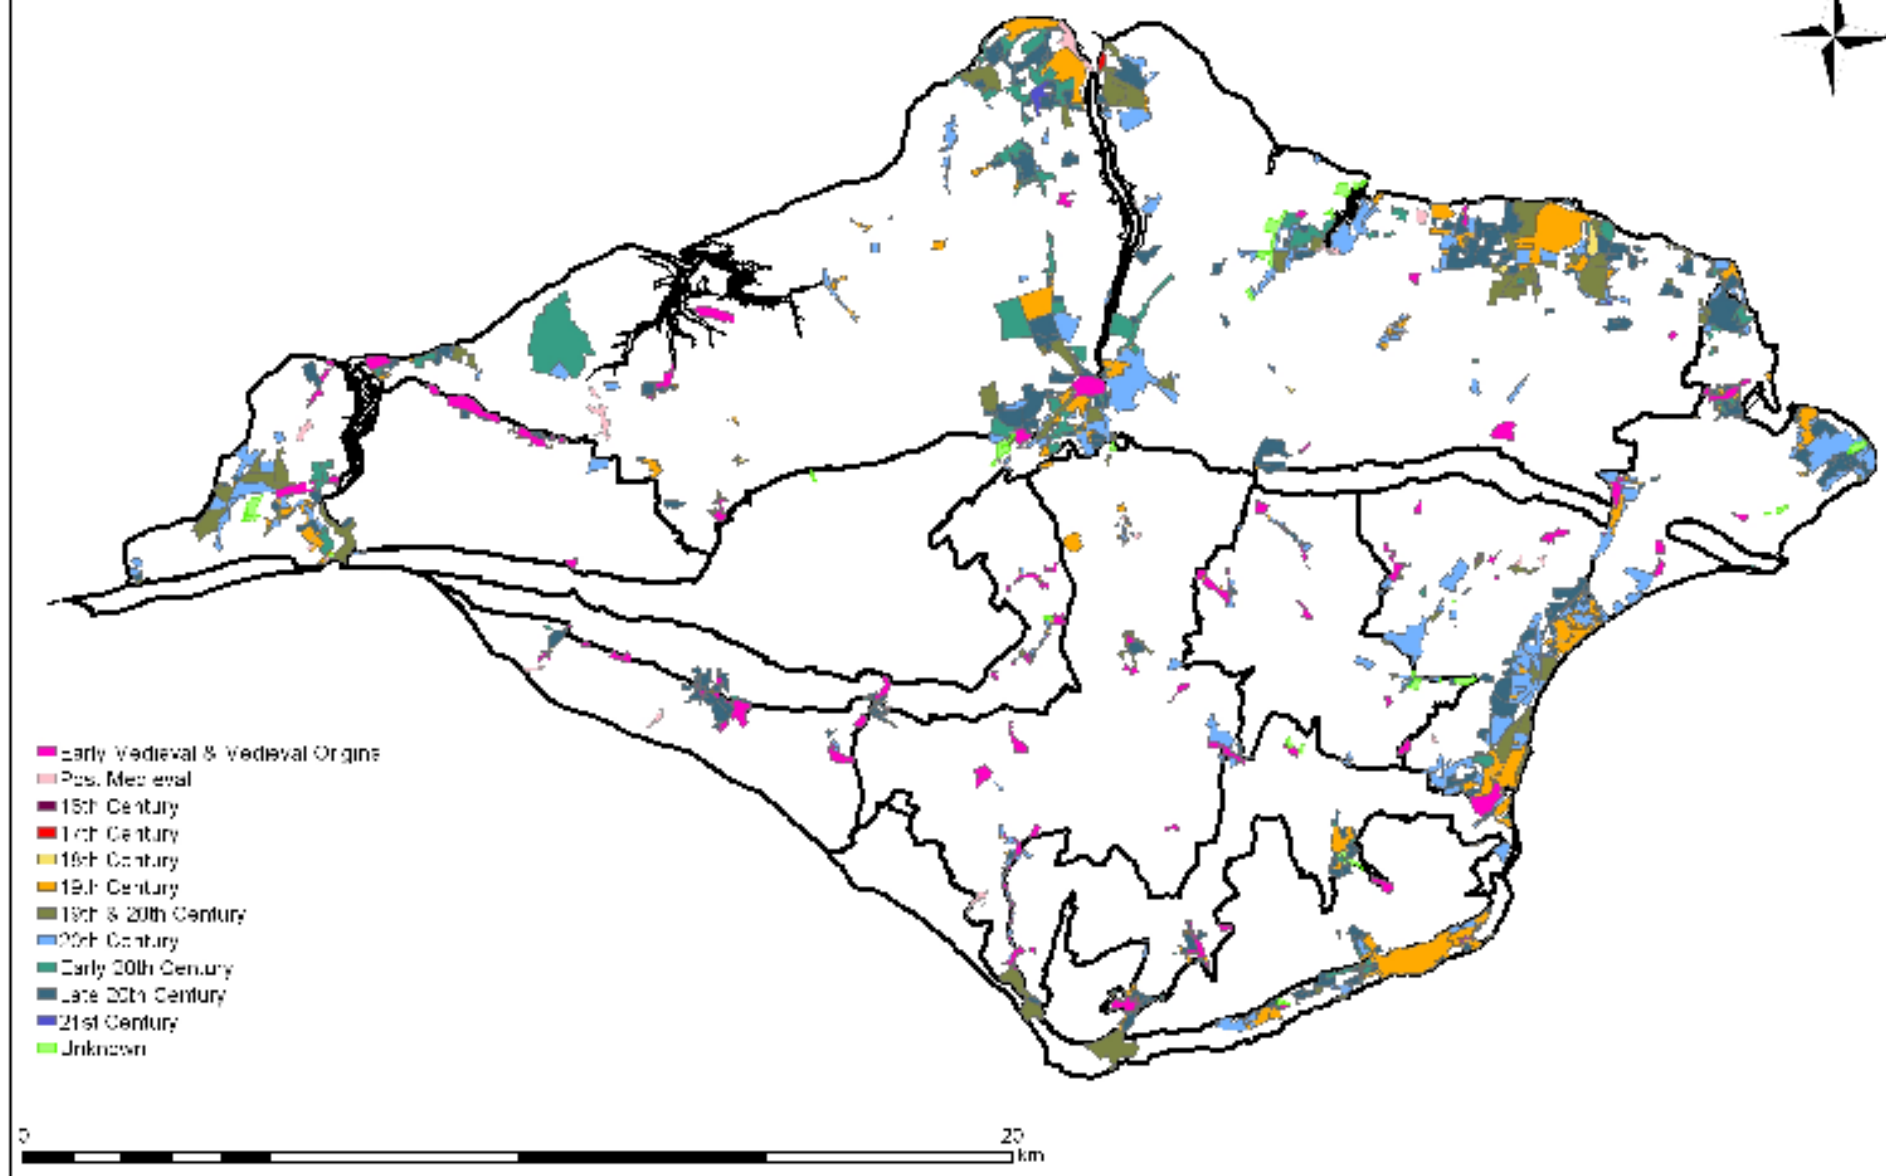 Early Medieval & Medieval Origins
Post Medieval
16th Century
17th Century
18th Century
19th Century
19th & 20th Century
20th Century
Early 20th Century
Late 20th Century
21st Century
Unknown
0 20
km